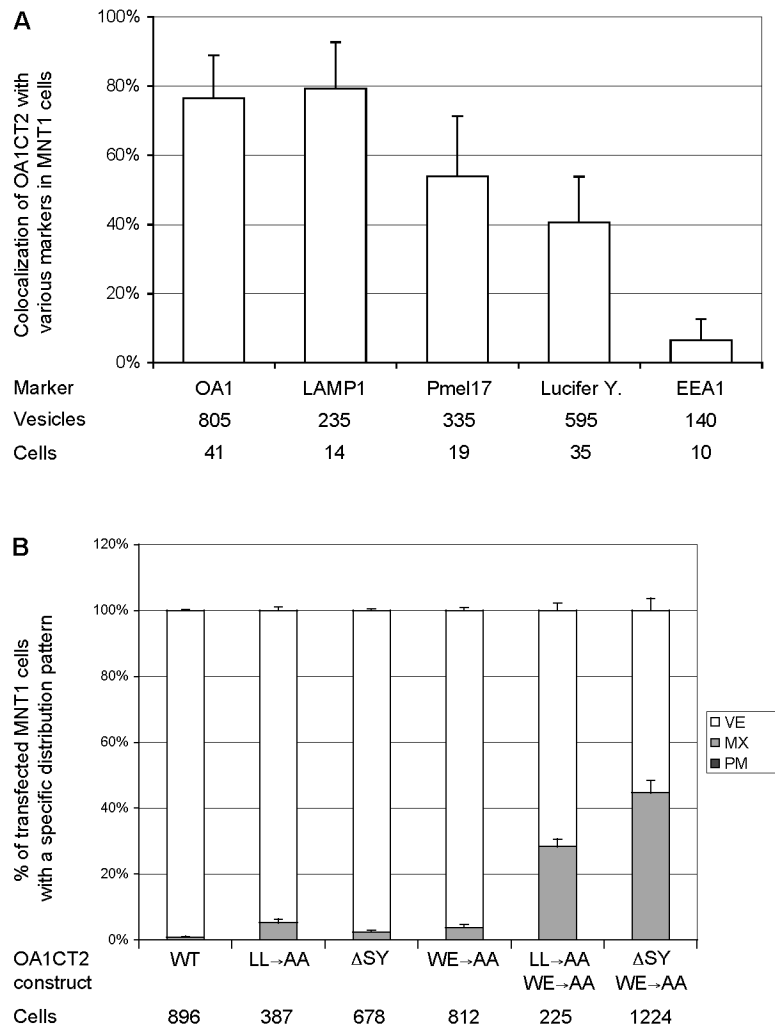 A
Colocalization of OA1CT2 with
various markers in MNT1 cells
100%
80%
60%
40%
20%
0%
Marker OA1 LAMP1 Pmel17 Lucifer Y. EEA1
Vesicles 805 235 335 595 140
Cells 41 14 19 35 10
B
% of transfected MNT1 cells
with a specific distribution pattern
120%
100%
80%
60%
40%
20%
0%
VE
MX
PM
OA1CT2 WT LL→AA ΔSY WE→AA LL→AA ΔSY
construct WE→AA WE→AA
Cells 896 387 678 812 225 1224